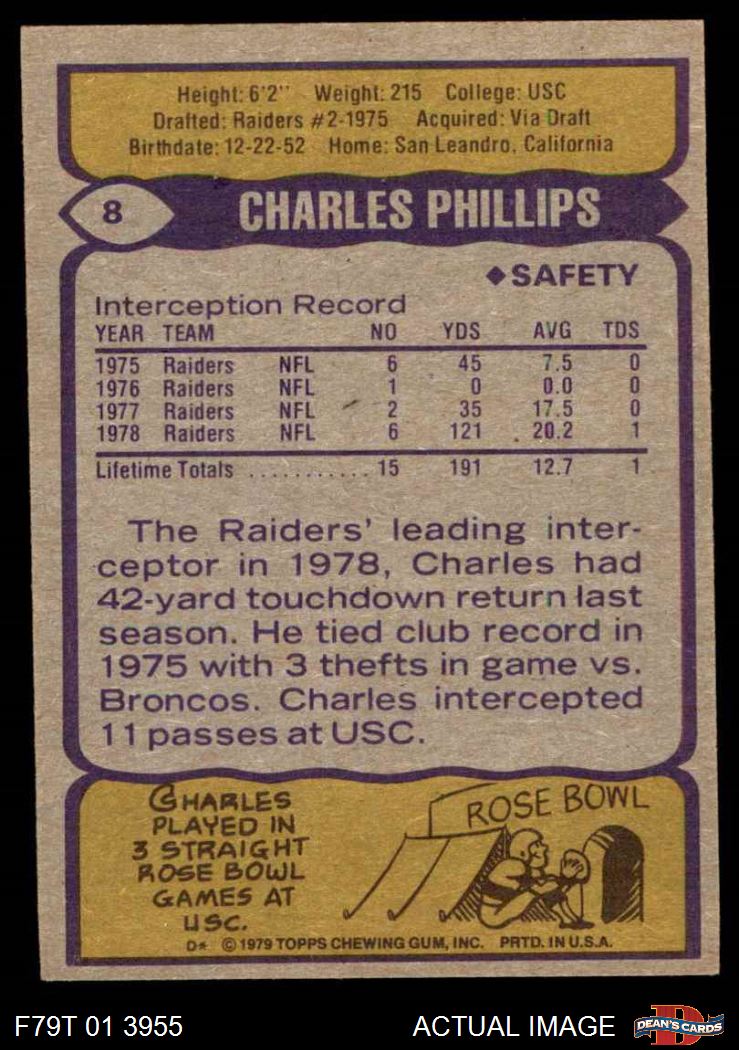 Height: 6'2" Weight: 215 College: USC
Drafted: Raiders #2-1975 Acquired: Via Draft
Birthdate: 12-22-52 Home: San Leandro, California
8 CHARLES PHILLIPS
◆SAFETY
Interception Record
YEAR TEAM NO YDS AVG TDS
1975 Raiders NFL 6 45 7.5 0
1976 Raiders NFL 1 0 0.0 0
1977 Raiders NFL 2 35 17.5 0
1978 Raiders NFL 6 121 20.2 1
Lifetime Totals ........... 15 191 12.7 1
The Raiders' leading inter-
ceptor in 1978, Charles had
42-yard touchdown return last
season. He tied club record in
1975 with 3 thefts in game vs.
Broncos. Charles intercepted
11 passes at USC.
CHARLES
PLAYED IN
3 STRAIGHT
ROSE BOWL
GAMES AT
USC.
ROSE BOWL
D* © 1979 TOPPS CHEWING GUM, INC. PRTD. IN U.S.A.
F79T 01 3955 ACTUAL IMAGE D DEAN'S CARDS